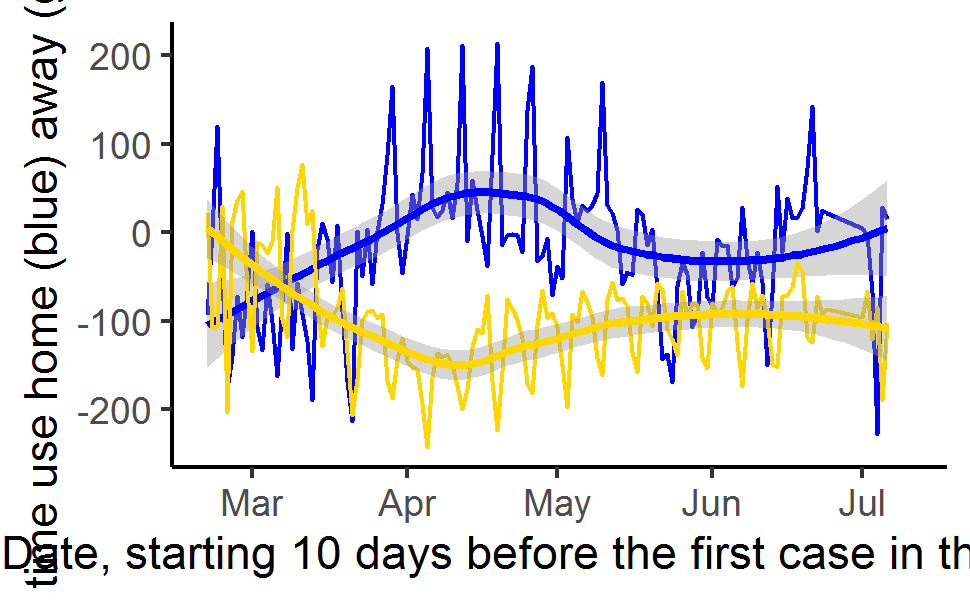 time use home (blue) away (g
200
100
0
-100
-200
Mar Apr May Jun Jul
Date, starting 10 days before the first case in th